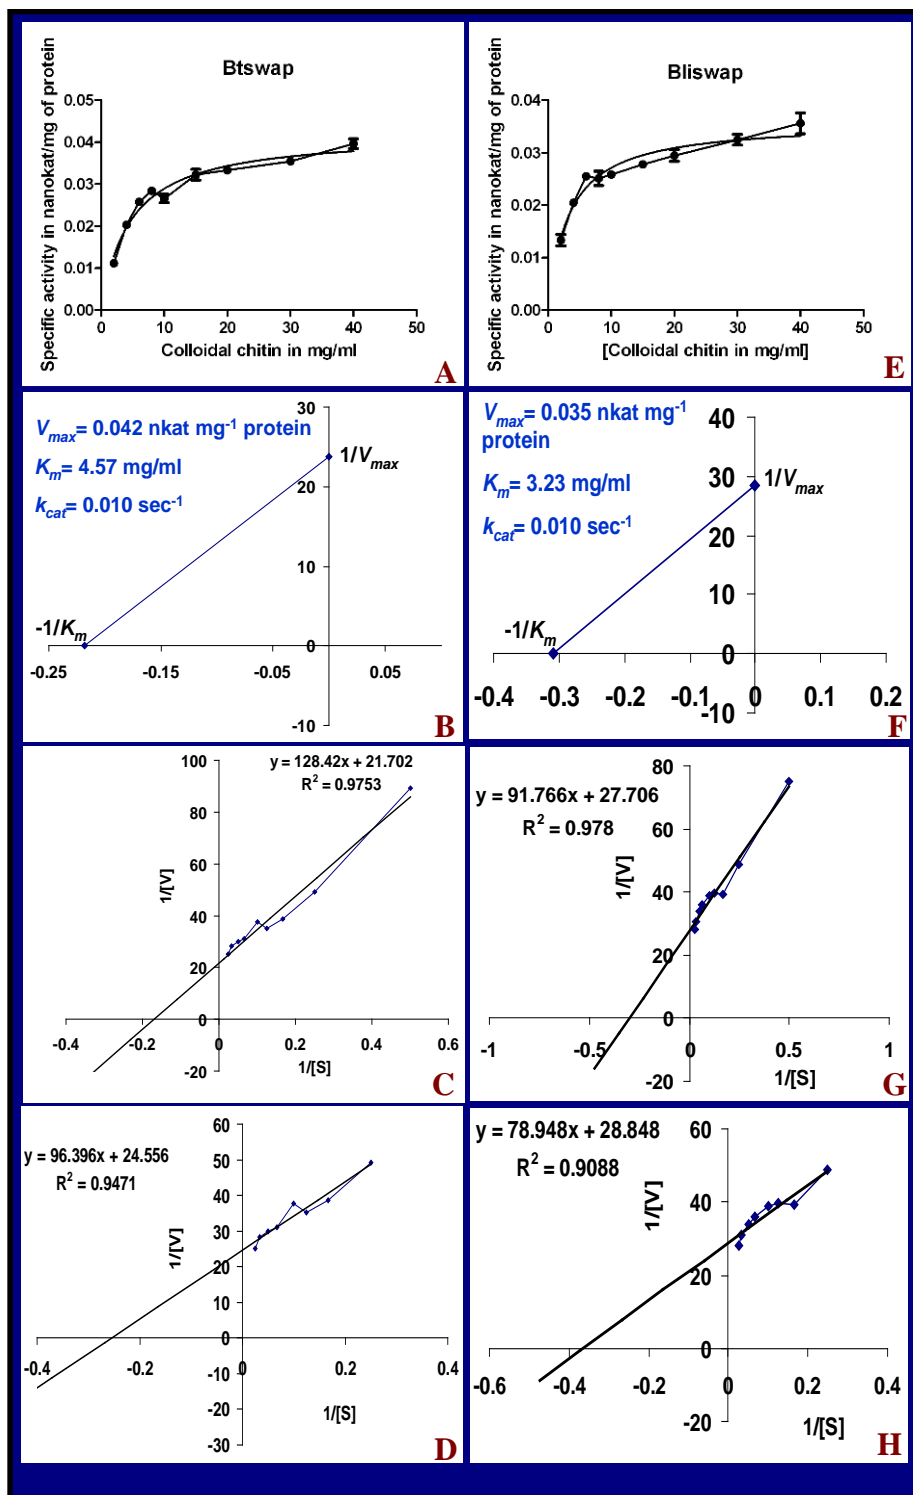 Btswap
Specific activity in nanokat/mg of protein
0.05
0.04
0.03
0.02
0.01
0.00
0 10 20 30 40 50
Colloidal chitin in mg/ml
A
Bliswap
Specific activity in nanokat/mg of protein
0.04
0.03
0.02
0.01
0.00
0 10 20 30 40 50
[Colloidal chitin in mg/ml]
E
Vmax= 0.042 nkat mg-1 protein
Km= 4.57 mg/ml
kcat= 0.010 sec-1
30
1/Vmax
20
10
0
-10
-1/Km
-0.25 -0.15 -0.05 0.05
B
Vmax= 0.035 nkat mg-1
protein
Km= 3.23 mg/ml
kcat= 0.010 sec-1
40
30
1/Vmax
20
10
0
-10
-1/Km
-0.4 -0.3 -0.2 -0.1 0 0.1 0.2
F
y = 128.42x + 21.702
R2 = 0.9753
1/[V]
100
80
60
40
20
0
-20
-0.4 -0.2 0 0.2 0.4 0.6
1/[S]
C
y = 91.766x + 27.706
R2 = 0.978
1/[V]
80
60
40
20
0
-20
-1 -0.5 0 0.5 1
1/[S]
G
y = 96.396x + 24.556
R2 = 0.9471
1/[V]
60
50
40
30
20
10
0
-10
-20
-30
-0.4 -0.2 0 0.2 0.4
1/[S]
D
y = 78.948x + 28.848
R2 = 0.9088
1/[V]
60
40
20
0
-20
-0.6 -0.4 -0.2 0 0.2 0.4
1/[S]
H